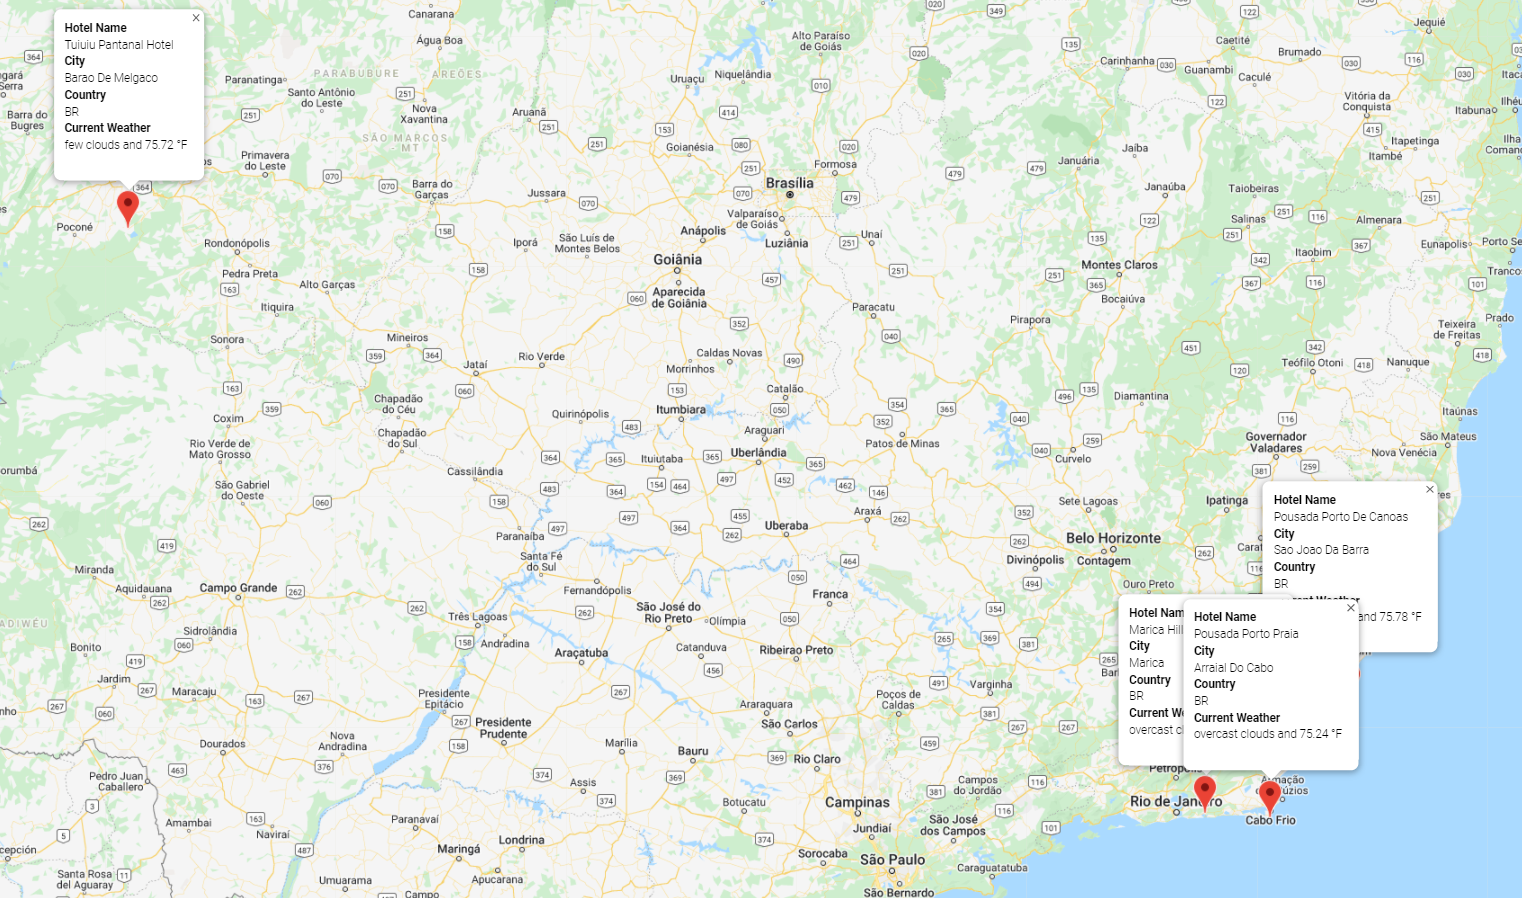 Hotel Name
Tuiuiu Pantanal Hotel
City
Barao De Melgaco
Country
BR
Current Weather
few clouds and 75.72 °F
Hotel Name
Pousada Porto De Canoas
City
Sao Joao Da Barra
Country
BR
and 75.78 °F
Hotel Nam
Marica Hil
City
Marica
Country
BR
Current We
overcast cl
Hotel Name
Pousada Porto Praia
City
Arraial Do Cabo
Country
BR
Current Weather
overcast clouds and 75.24 °F
Canarana
Água Boa
Paranatinga
PARABUBURE
AREÕES
Santo Antônio
do Leste
Nova
Xavantina
SÃO MARCOS
MT
Barra do
Bugres
Primavera
do Leste
Barra do
Garças
Poconé
Rondonópolis
Pedra Preta
Alto Garças
Itiquira
Sonora
Mineiros
Jataí
Rio Verde
Chapadão
do Céu
Chapadão
do Sul
Coxim
Rio Verde de
Mato Grosso
São Gabriel
do Oeste
Cassilândia
Paranaíba
Santa Fé
do Sul
Uruaçu
Niquelândia
Alto Paraíso
de Goiás
Aruanã
Goianésia
Formosa
Brasília
Jussara
Valparaíso
de Goiás
Luziânia
Unaí
Anápolis
Iporá
São Luís de
Montes Belos
Goiânia
Aparecida
de Goiânia
Paracatu
Caldas Novas
Morrinhos
Catalão
Quirinópolis
Itumbiara
Araguari
Ituiutaba
Uberlândia
Patos de Minas
Araxá
Uberaba
Carinhanha
Guanambi
Caetité
Caculé
Brumado
Jequié
Vitória da
Conquista
Itabuna
Itapetinga
Itambé
Januária
Jaíba
Janaúba
Taiobeiras
Salinas
Almenara
Itaobim
Eunapolis
Porto Se
Tranco
Montes Claros
Bocaiúva
Pirapora
Prado
Teixeira
de Freitas
Teófilo Otoni
Nanuque
Diamantina
Itaúnas
São Mateus
Nova Venécia
Governador
Valadares
Curvelo
Sete Lagoas
Ipatinga
Belo Horizonte
Contagem
Divinópolis
Ouro Preto
Miranda
Aquidauana
Campo Grande
Sidrolândia
Bonito
Jardim
Maracaju
Dourados
Nova
Andradina
Pedro Juan
Caballero
Amambai
Naviraí
Santa Rosa
del Aguaray
Umuarama
Três Lagoas
Andradina
Araçatuba
Presidente
Epitácio
Presidente
Prudente
Paranavaí
Maringá
Londrina
Apucarana
Campo
Fernandópolis
São José do
Rio Preto
Olímpia
Catanduva
Ribeirao Preto
Franca
Araraquara
São Carlos
Marília
Bauru
Rio Claro
Assis
Botucatu
Campinas
Jundiaí
Sorocaba
São Paulo
São Bernardo
Poços de
Caldas
Varginha
Campos
do Jordão
São José
dos Campos
Caraguatatuba
Rio de Janeiro
Cabo Frio